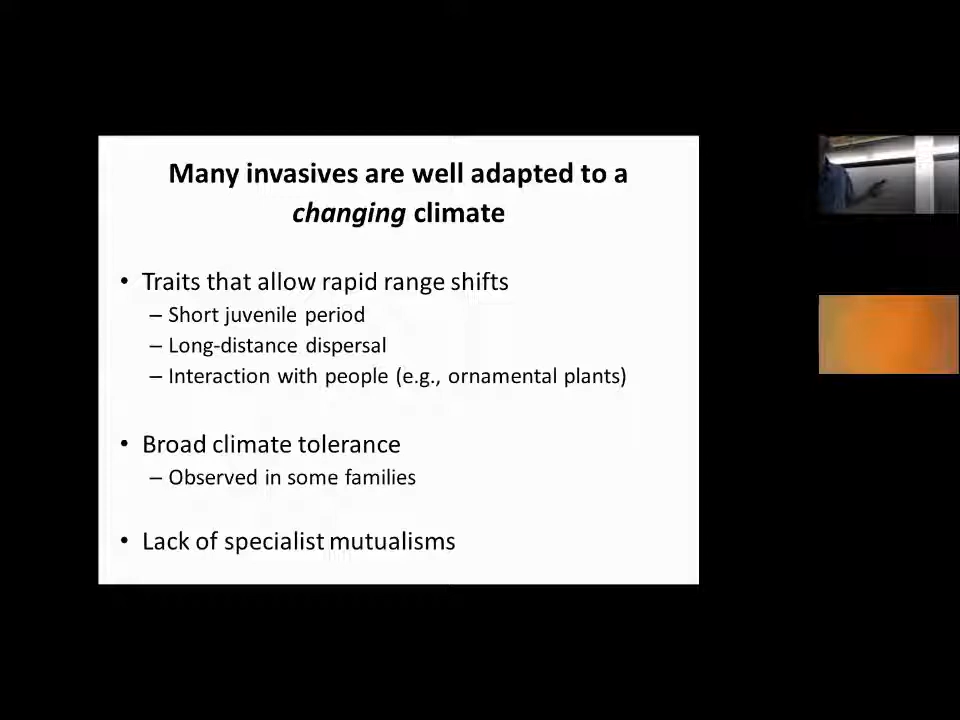 Many invasives are well adapted to a
changing climate
• Traits that allow rapid range shifts
– Short juvenile period
– Long-distance dispersal
– Interaction with people (e.g., ornamental plants)
• Broad climate tolerance
– Observed in some families
• Lack of specialist mutualisms